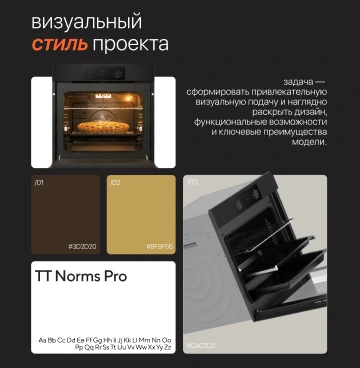 визуальный
стиль проекта
задача —
сформировать привлекательную
визуальную подачу и наглядно
раскрыть дизайн,
функциональные возможности
и ключевые преимущества
модели.
/01
/02
/03
#3D2D20
#BF9F56
#CAC7C3
TT Norms Pro
Aa Bb Cc Dd Ee Ff Gg Hh Ii Jj Kk Ll Mm Nn Oo
Pp Qq Rr Ss Tt Uu Vv Ww Xx Yy Zz